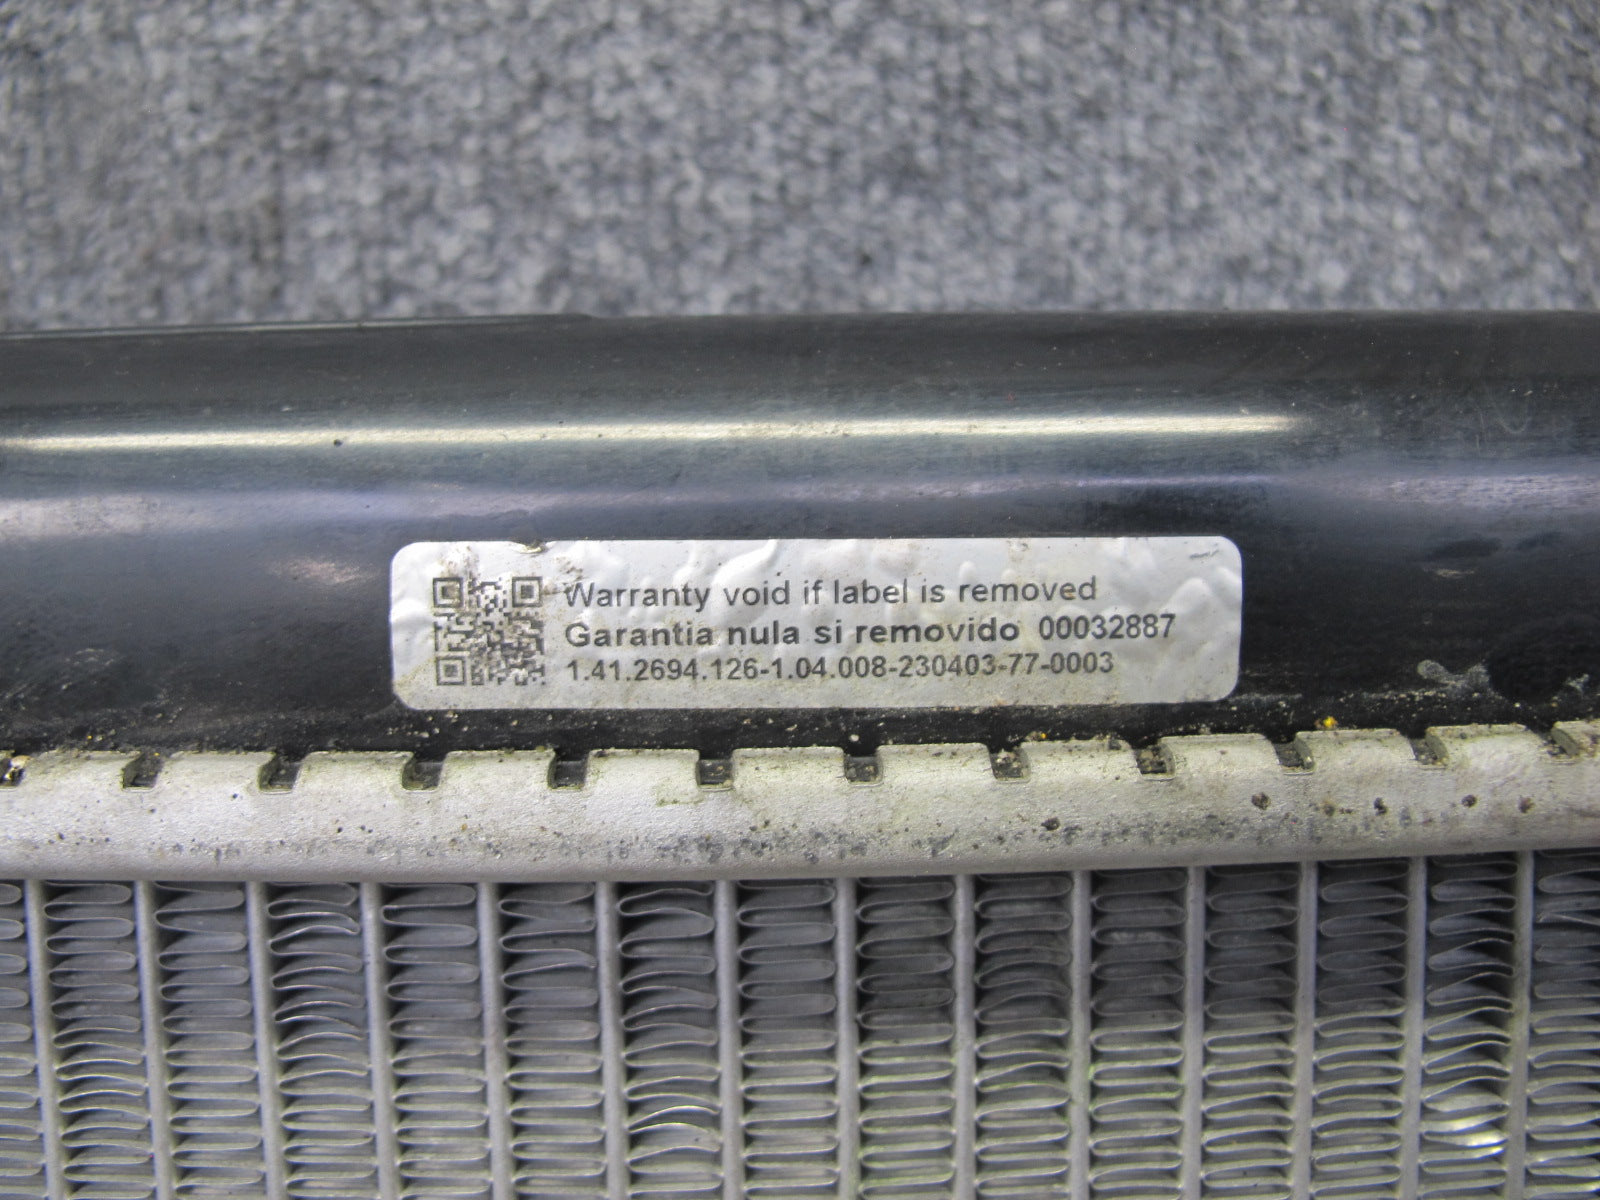 Warranty void if label is removed
Garantia nula si removido 00032887
1.41.2694.126-1.04.008-230403-77-0003